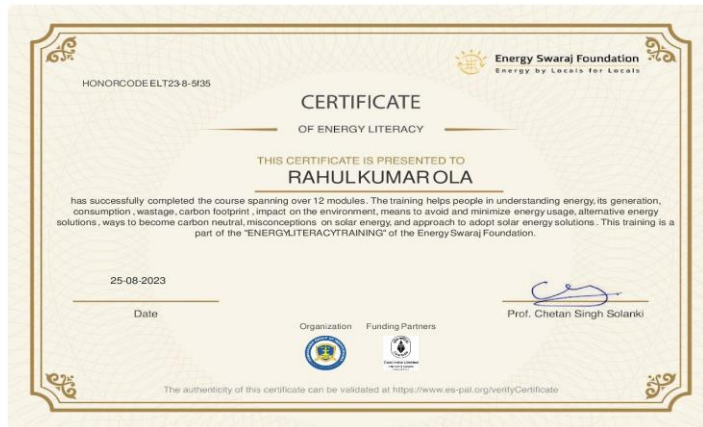 Energy Swaraj Foundation
Energy by Locals for Locals
HONORCODE ELT23-8-5f35
CERTIFICATE
OF ENERGY LITERACY
THIS CERTIFICATE IS PRESENTED TO
RAHUL KUMAR OLA
has successfully completed the course spanning over 12 modules. The training helps people in understanding energy, its generation,
consumption , wastage, carbon footprint , impact on the environment, means to avoid and minimize energy usage, alternative energy
solutions , ways to become carbon neutral, misconceptions on solar energy, and approach to adopt solar energy solutions . This training is a
part of the "ENERGYLITERACYTRAINING" of the Energy Swaraj Foundation.
25-08-2023
Date
Prof. Chetan Singh Solanki
Organization Funding Partners
The authenticity of this certificate can be validated at https://www.es-pal.org/verifyCertificate